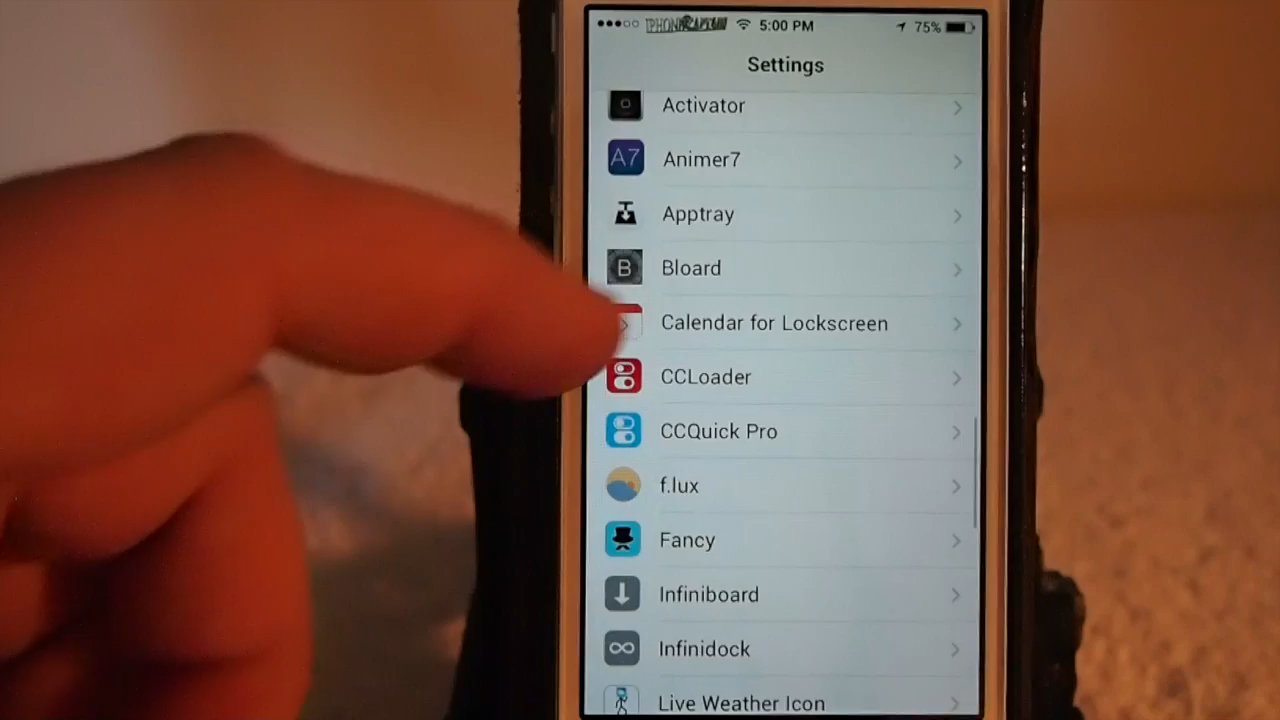 5:00 PM 75%
Settings
Activator
A7 Animer7
Apptray
B Bloard
Calendar for Lockscreen
CCLoader
CCQuick Pro
f.lux
Fancy
Infiniboard
Infinidock
Live Weather Icon